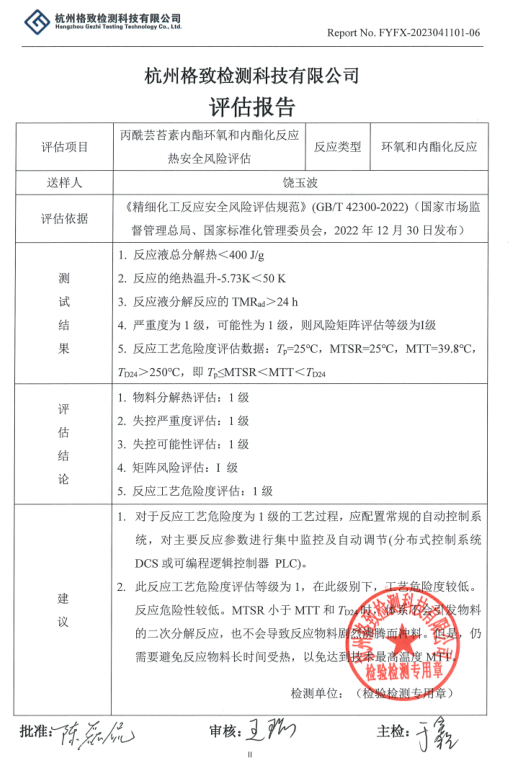 杭州格致检测科技有限公司
Hangzhou Gezhi Testing Technology Co., Ltd.
Report No. FYFX-2023041101-06
杭州格致检测科技有限公司
评估报告
评估项目
丙酰芸苔素内酯环氧和内酯化反应
热安全风险评估
反应类型
环氧和内酯化反应
送样人
饶玉波
评估依据
《精细化工反应安全风险评估规范》(GB/T 42300-2022)（国家市场监
督管理总局、国家标准化管理委员会，2022 年 12 月 30 日发布）
测
试
结
果
1. 反应液总分解热＜400 J/g
2. 反应的绝热温升-5.73K＜50 K
3. 反应液分解反应的 TMRad＞24 h
4. 严重度为 1 级，可能性为 1 级，则风险矩阵评估等级为I级
5. 反应工艺危险度评估数据：Tp=25℃，MTSR=25℃，MTT=39.8℃，
TD24＞250℃，即 Tp≤MTSR＜MTT＜TD24
评
估
结
论
1. 物料分解热评估：1 级
2. 失控严重度评估：1 级
3. 失控可能性评估：1 级
4. 矩阵风险评估：I 级
5. 反应工艺危险度评估：1 级
建
议
1. 对于反应工艺危险度为 1 级的工艺过程，应配置常规的自动控制系
统，对主要反应参数进行集中监控及自动调节(分布式控制系统
DCS 或可编程逻辑控制器 PLC)。
2. 此反应工艺危险度评估等级为 1，在此级别下，工艺危险度较低。
反应危险性较低。MTSR 小于 MTT 和 TD24时，体系不会引发物料
的二次分解反应，也不会导致反应物料剧烈沸腾而冲料。但是，仍
需要避免反应物料长时间受热，以免达到技术最高温度 MTT。
检测单位：（检验检测专用章）
杭州格致检测科技有限公司
检验检测专用章
批准:
审核:
主检:
II